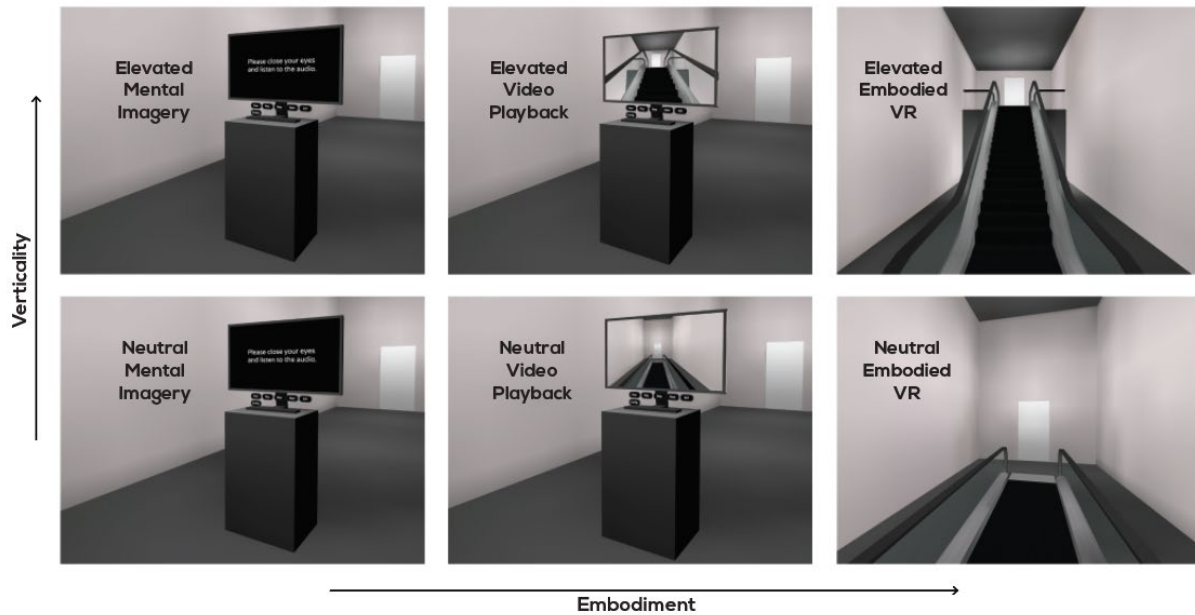 Elevated
Mental
Imagery
Please close your eyes
and listen to the audio.
Elevated
Video
Playback
Elevated
Embodied
VR
Verticality
Neutral
Mental
Imagery
Please close your eyes
and listen to the audio.
Neutral
Video
Playback
Neutral
Embodied
VR
Embodiment